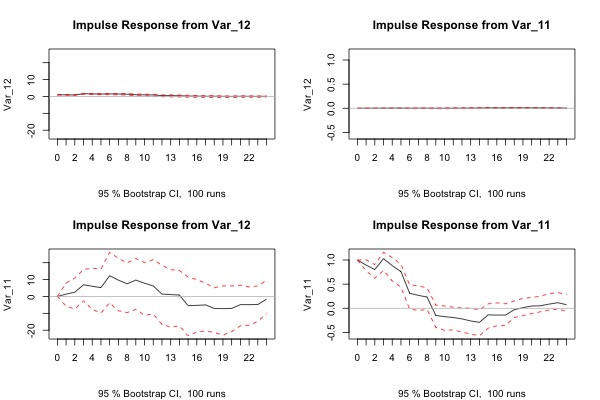 Impulse Response from Var_12
Var_12
10
0
-20
0 2 4 6 8 10 13 16 19 22
95 % Bootstrap CI, 100 runs
Impulse Response from Var_11
Var_12
1.0
0.5
0.0
-0.5
0 2 4 6 8 10 13 16 19 22
95 % Bootstrap CI, 100 runs
Impulse Response from Var_12
Var_11
10
0
-20
0 2 4 6 8 10 13 16 19 22
95 % Bootstrap CI, 100 runs
Impulse Response from Var_11
Var_11
1.0
0.5
0.0
-0.5
0 2 4 6 8 10 13 16 19 22
95 % Bootstrap CI, 100 runs